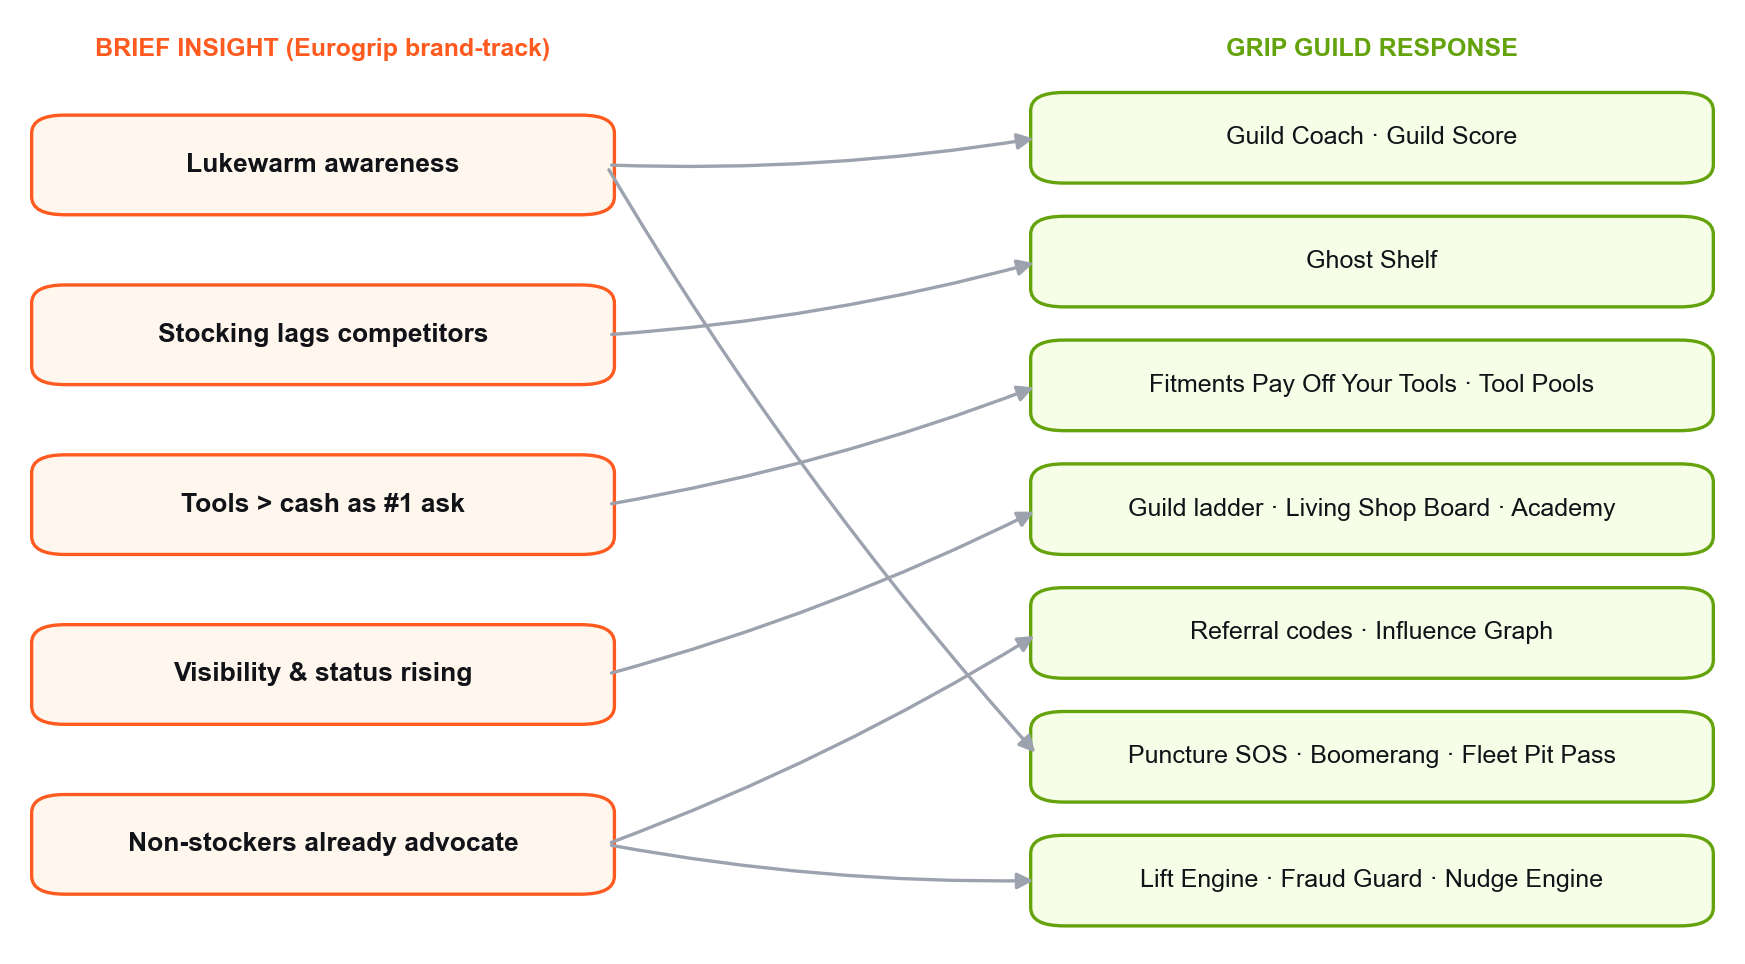 BRIEF INSIGHT (Eurogrip brand-track)
Lukewarm awareness
Stocking lags competitors
Tools > cash as #1 ask
Visibility & status rising
Non-stockers already advocate
GRIP GUILD RESPONSE
Guild Coach · Guild Score
Ghost Shelf
Fitments Pay Off Your Tools · Tool Pools
Guild ladder · Living Shop Board · Academy
Referral codes · Influence Graph
Puncture SOS · Boomerang · Fleet Pit Pass
Lift Engine · Fraud Guard · Nudge Engine